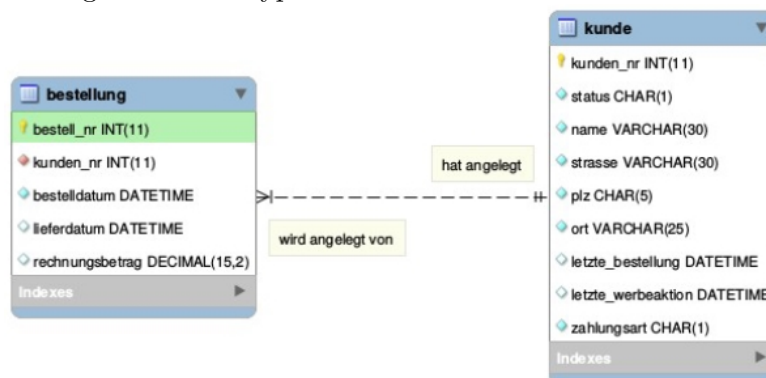 bestellung
bestell_nr INT(11)
kunden_nr INT(11)
bestelldatum DATETIME
lieferdatum DATETIME
rechnungsbetrag DECIMAL(15,2)
Indexes
hat angelegt
wird angelegt von
kunde
kunden_nr INT(11)
status CHAR(1)
name VARCHAR(30)
strasse VARCHAR(30)
plz CHAR(5)
ort VARCHAR(25)
letzte_bestellung DATETIME
letzte_werbeaktion DATETIME
zahlungsart CHAR(1)
Indexes